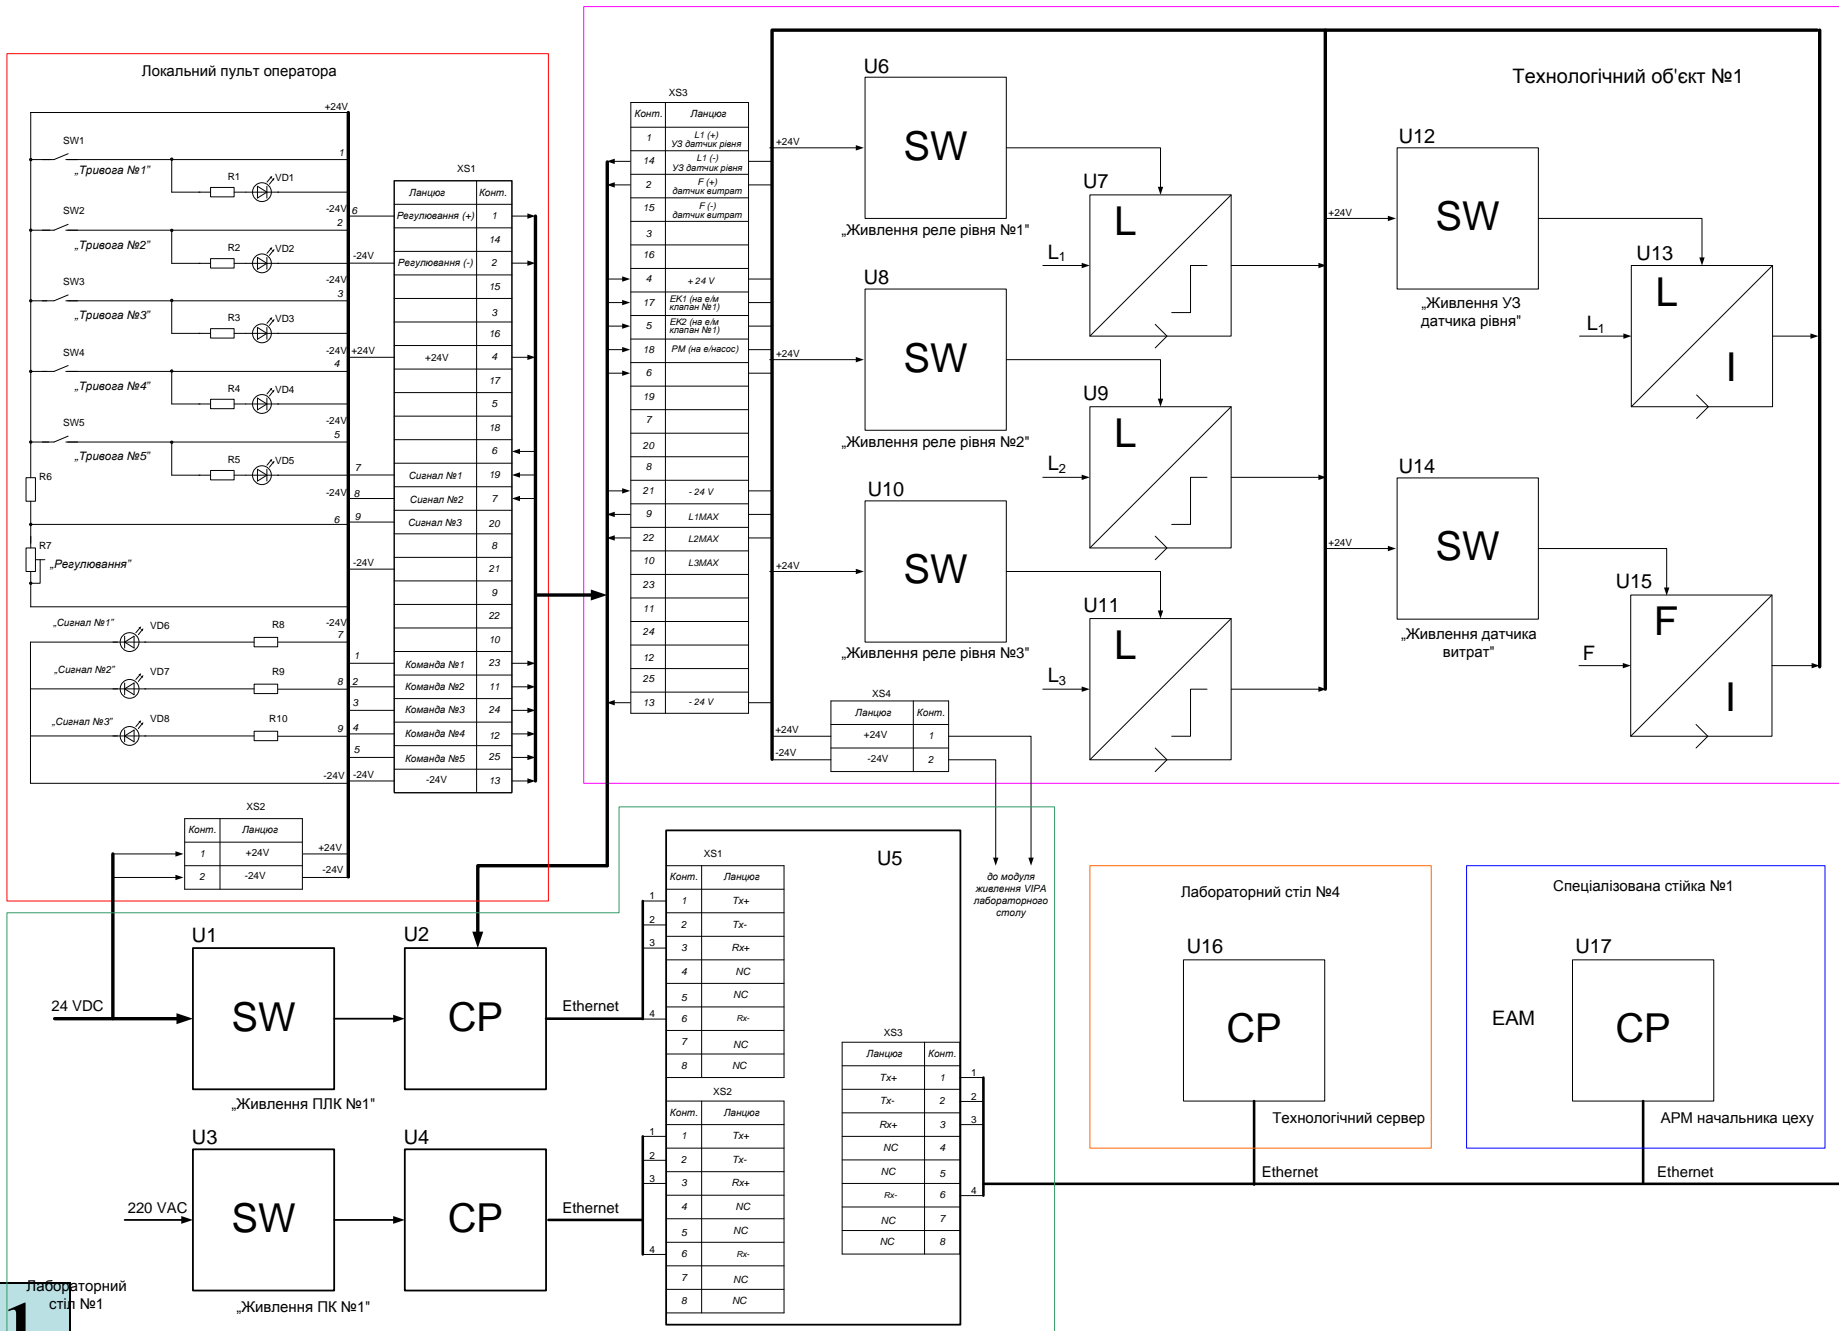 Локальний пульт оператора
+24V
SW1
„Тривога №1"
1
R1
VD1
-24V
SW2
„Тривога №2"
2
R2
VD2
-24V
SW3
„Тривога №3"
3
R3
VD3
-24V
SW4
„Тривога №4"
4
R4
VD4
-24V
SW5
„Тривога №5"
5
R5
VD5
-24V
R6
6
R7
„Регулювання"
-24V
„Сигнал №1"
VD6
R8
7
„Сигнал №2"
VD7
R9
8
„Сигнал №3"
VD8
R10
9
-24V
XS1
Ланцюг Конт.
6 Регулювання (+) 1
14
-24V Регулювання (-) 2
15
3
16
+24V +24V 4
17
5
18
6
7 Сигнал №1 19
8 Сигнал №2 7
9 Сигнал №3 20
8
-24V 21
9
22
10
1 Команда №1 23
2 Команда №2 11
3 Команда №3 24
4 Команда №4 12
5 Команда №5 25
-24V -24V 13
XS2
Конт. Ланцюг
1 +24V +24V
2 -24V -24V
XS3
Конт. Ланцюг
1 L1 (+)
УЗ датчик рівня
14 L1 (-)
УЗ датчик рівня
2 F (+)
датчик витрат
15 F (-)
датчик витрат
3
16
4 + 24 V
17 EK1 (на е/м
клапан №1)
5 EK2 (на е/м
клапан №1)
18 PM (на е/насос)
6
19
7
20
8
21 - 24 V
9 L1MAX
22 L2MAX
10 L3MAX
23
11
24
12
25
13 - 24 V
Технологічний об'єкт №1
U6
+24V
SW
„Живлення реле рівня №1"
U7
L
L1
U8
+24V
SW
„Живлення реле рівня №2"
U9
L
L2
U10
+24V
SW
„Живлення реле рівня №3"
U11
L
L3
U12
+24V
SW
„Живлення УЗ
датчика рівня"
U13
L
I
L1
U14
+24V
SW
„Живлення датчика
витрат"
U15
F
I
F
XS4
Ланцюг Конт.
+24V +24V 1
-24V -24V 2
до модуля
живлення VIPA
лабораторного
столу
24 VDC
U1
SW
„Живлення ПЛК №1"
U2
CP
Ethernet
220 VAC
U3
SW
„Живлення ПК №1"
U4
CP
Ethernet
U5
XS1
Конт. Ланцюг
1 1 Tx+
2 2 Tx-
3 3 Rx+
4 NC
5 NC
4 6 Rx-
7 NC
8 NC
XS2
Конт. Ланцюг
1 1 Tx+
2 2 Tx-
3 3 Rx+
4 NC
5 NC
4 6 Rx-
7 NC
8 NC
XS3
Ланцюг Конт.
Tx+ 1 1
Tx- 2 2
Rx+ 3 3
NC 4
NC 5
Rx- 6 4
NC 7
NC 8
Лабораторний стіл №4
U16
CP
Технологічний сервер
Ethernet
Спеціалізована стійка №1
U17
EAM
CP
АРМ начальника цеху
Ethernet
Лабораторний
стіл №1
1